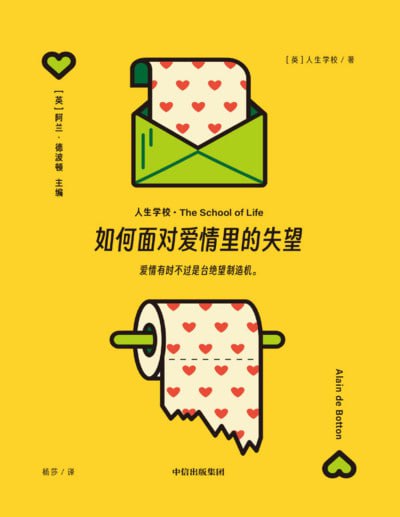 [英]人生学校/著
[英]阿兰·德波顿 主编
人生学校·The School of Life
如何面对爱情里的失望
爱情有时不过是台绝望制造机。
Alain de Botton
杨莎/译
中信出版集团